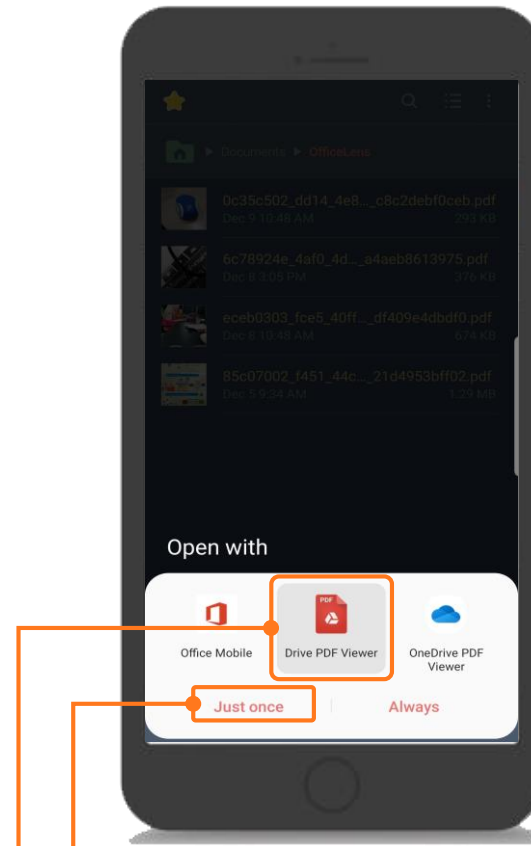 Documents ▶ OfficeLens
0c35c502_dd14_4e8..._c8c2debf0ceb.pdf
Dec 9 10:48 AM 293 KB
6c78924e_4af0_4d..._a4aeb8613975.pdf
Dec 8 3:05 PM 376 KB
eceb0303_fce5_40ff..._df409e4dbdf0.pdf
Dec 8 10:48 AM 674 KB
85c07002_f451_44c..._21d4953bff02.pdf
Dec 5 9:34 AM 1.29 MB
Open with
PDF
Office Mobile Drive PDF Viewer OneDrive PDF
Viewer
Just once Always